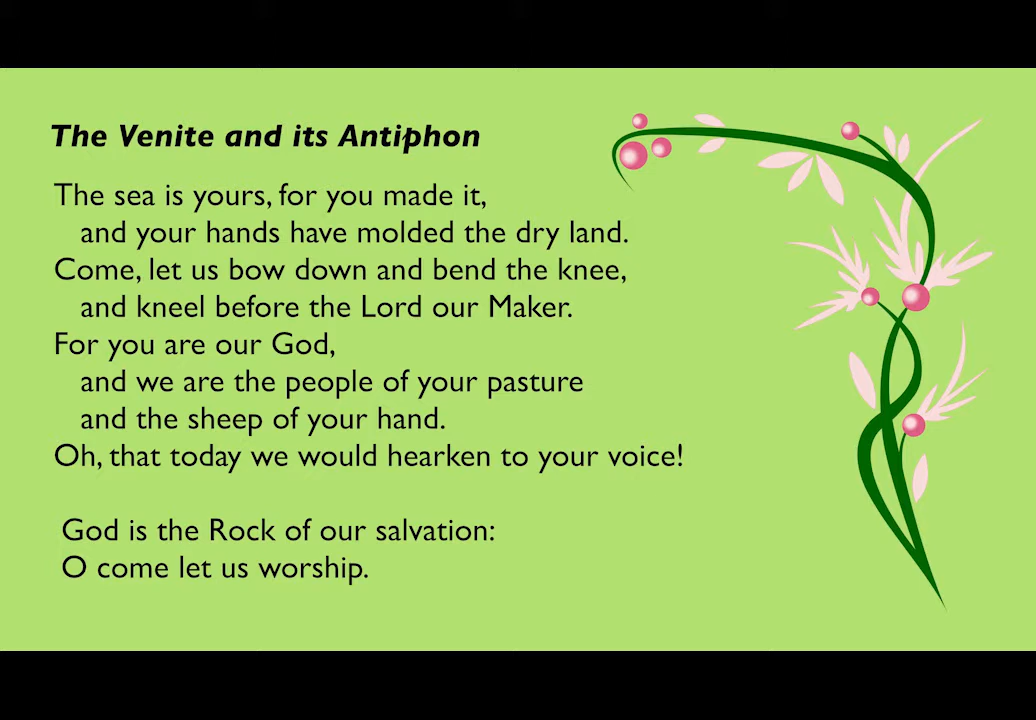 The Venite and its Antiphon
The sea is yours, for you made it,
and your hands have molded the dry land.
Come, let us bow down and bend the knee,
and kneel before the Lord our Maker.
For you are our God,
and we are the people of your pasture
and the sheep of your hand.
Oh, that today we would hearken to your voice!
God is the Rock of our salvation:
O come let us worship.